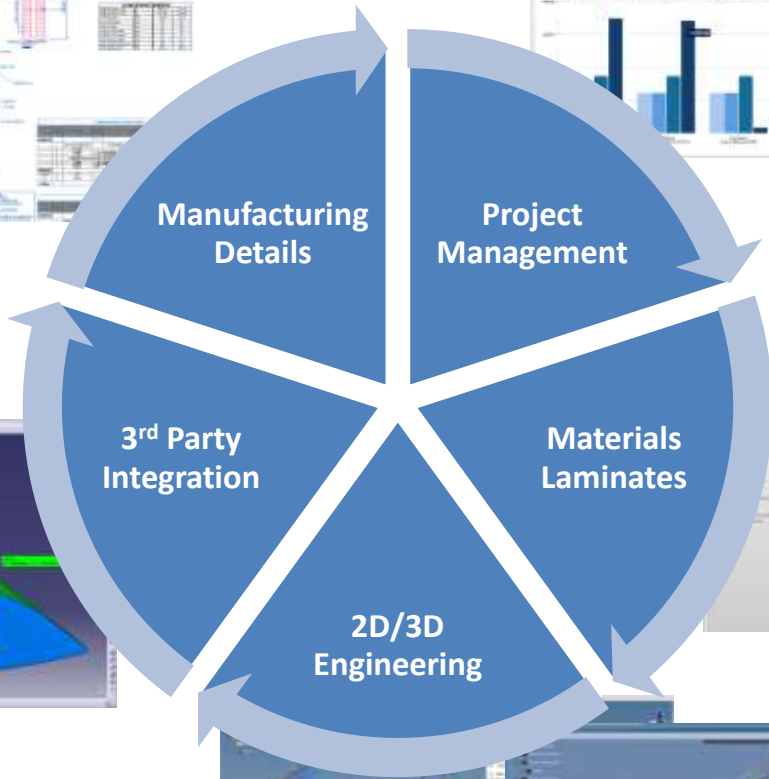 Manufacturing
Details
Project
Management
3rd Party
Integration
Materials
Laminates
2D/3D
Engineering